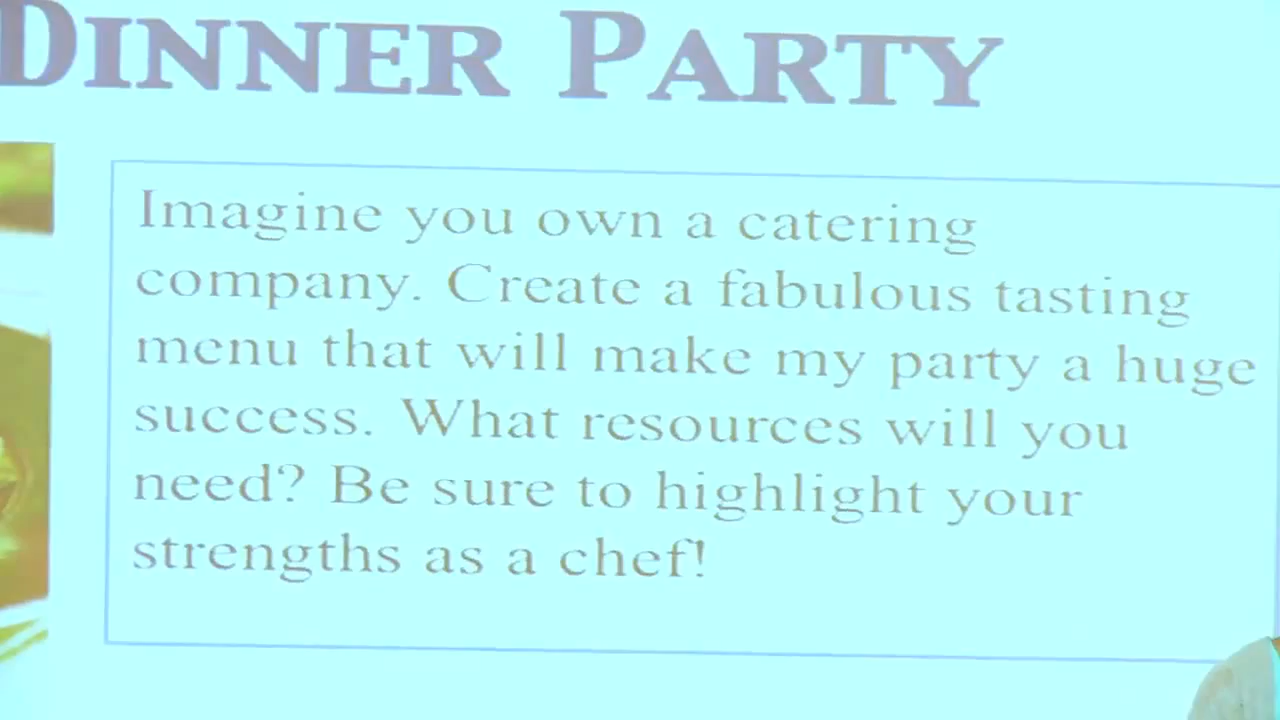 DINNER PARTY
Imagine you own a catering
company. Create a fabulous tasting
menu that will make my party a huge
success. What resources will you
need? Be sure to highlight your
strengths as a chef!